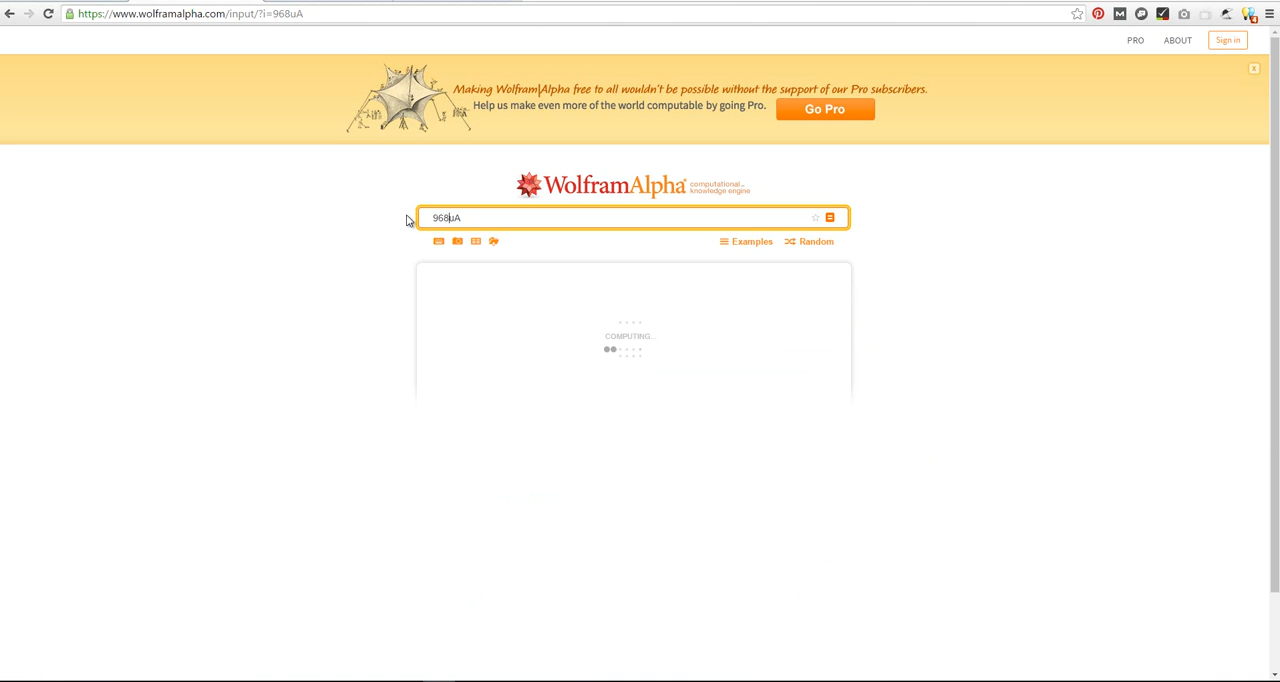 https://www.wolframalpha.com/input/?i=968uA
PRO ABOUT Sign in
Making Wolfram|Alpha free to all wouldn't be possible without the support of our Pro subscribers.
Help us make even more of the world computable by going Pro. Go Pro
x
WolframAlpha computational... knowledge engine
968uA
Examples Random
COMPUTING...